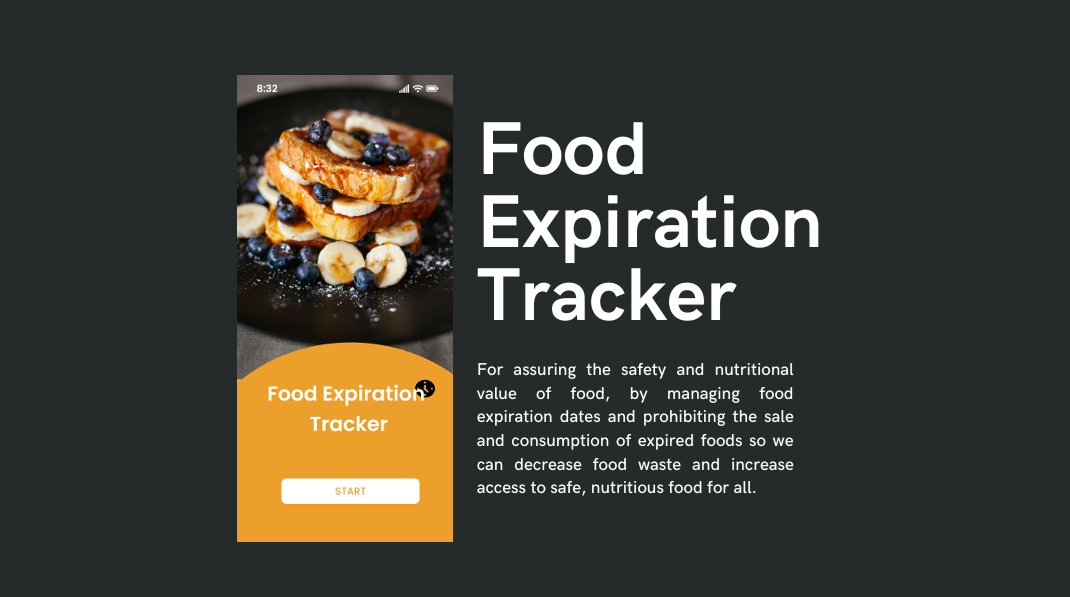 8:32
Food Expiration
Tracker
START
Food
Expiration
Tracker
For assuring the safety and nutritional
value of food, by managing food
expiration dates and prohibiting the sale
and consumption of expired foods so we
can decrease food waste and increase
access to safe, nutritious food for all.